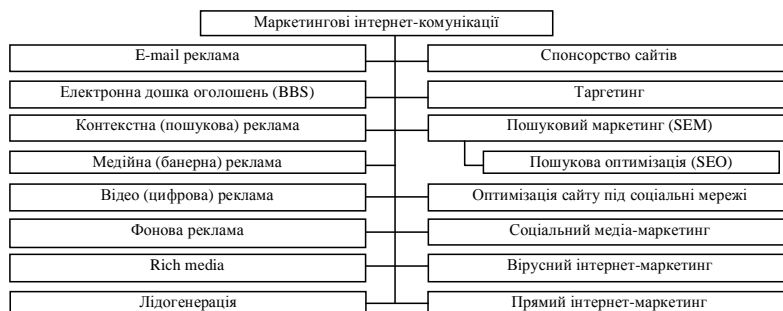 Маркетингові інтернет-комунікації
E-mail реклама
Спонсорство сайтів
Електронна дошка оголошень (BBS)
Таргетинг
Контекстна (пошукова) реклама
Пошуковий маркетинг (SEM)
Медійна (банерна) реклама
Пошукова оптимізація (SEO)
Відео (цифрова) реклама
Оптимізація сайту під соціальні мережі
Фонова реклама
Соціальний медіа-маркетинг
Rich media
Вірусний інтернет-маркетинг
Лідогенерація
Прямий інтернет-маркетинг